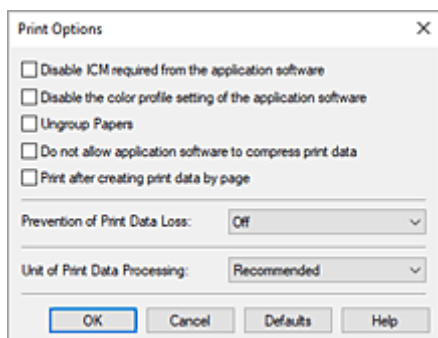 Print Options
Disable ICM required from the application software
Disable the color profile setting of the application software
Ungroup Papers
Do not allow application software to compress print data
Print after creating print data by page
Prevention of Print Data Loss: Off
Unit of Print Data Processing: Recommended
OK Cancel Defaults Help